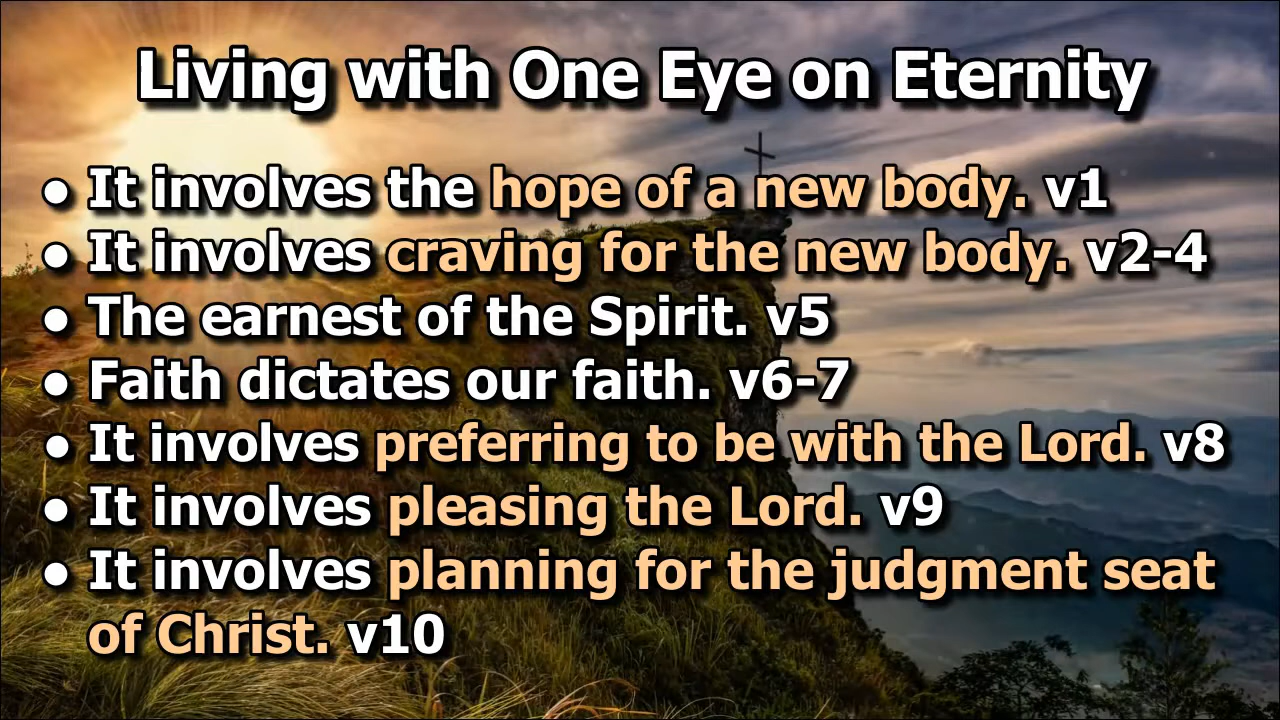 Living with One Eye on Eternity
● It involves the hope of a new body. v1
● It involves craving for the new body. v2-4
● The earnest of the Spirit. v5
● Faith dictates our faith. v6-7
● It involves preferring to be with the Lord. v8
● It involves pleasing the Lord. v9
● It involves planning for the judgment seat
of Christ. v10